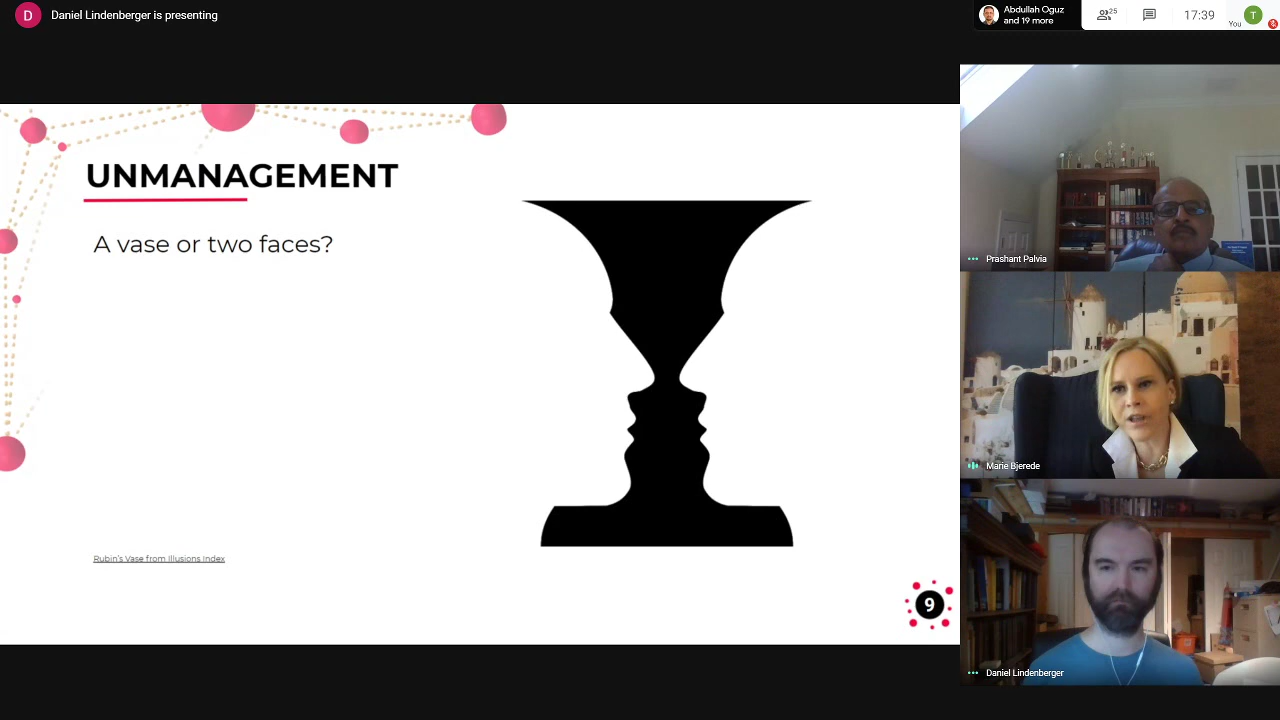 D
Daniel Lindenberger is presenting
Abdullah Oguz
and 19 more
25
17:39
You
T
UNMANAGEMENT
A vase or two faces?
Rubin's Vase from Illusions Index
9
Prashant Palvia
Marie Bjerede
Daniel Lindenberger